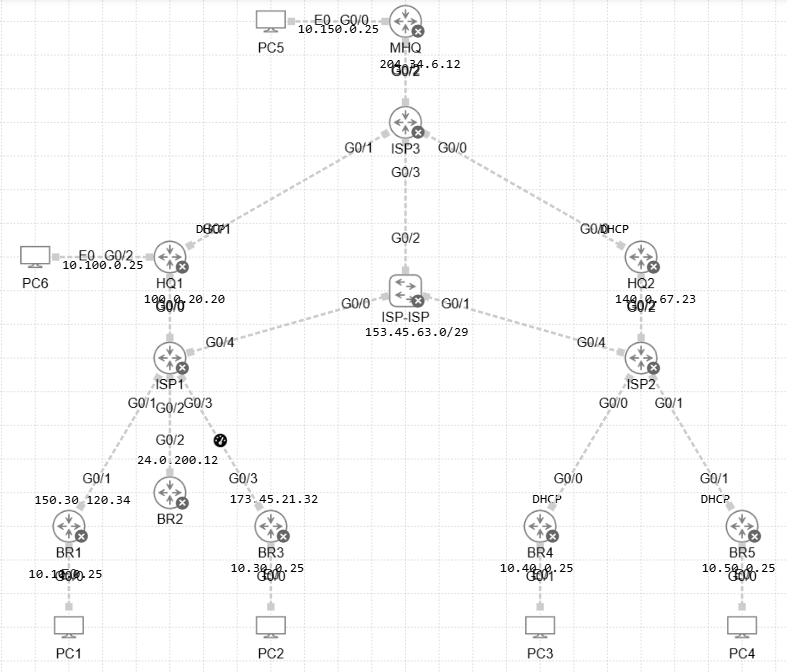 E0 G0/0
10.150.0.25
PC5
MHQ
204.34.6.12
G0/2
ISP3
G0/1
G0/0
G0/3
DHCP
G0/1
G0/0
DHCP
G0/2
E0 G0/2
10.100.0.25
PC6
HQ1
HQ2
100.0.20.20
G0/0
140.0.67.23
G0/2
G0/0
G0/1
ISP-ISP
153.45.63.0/29
G0/4
G0/4
ISP1
ISP2
G0/1
G0/2
G0/3
G0/0
G0/1
G0/2
24.0.200.12
G0/1
G0/3
G0/0
G0/1
150.30.120.34
173.45.21.32
DHCP
DHCP
BR2
BR1
BR3
BR4
BR5
10.10.0.25
G0/0
10.30.0.25
G0/0
10.40.0.25
G0/1
10.50.0.25
G0/0
PC1
PC2
PC3
PC4